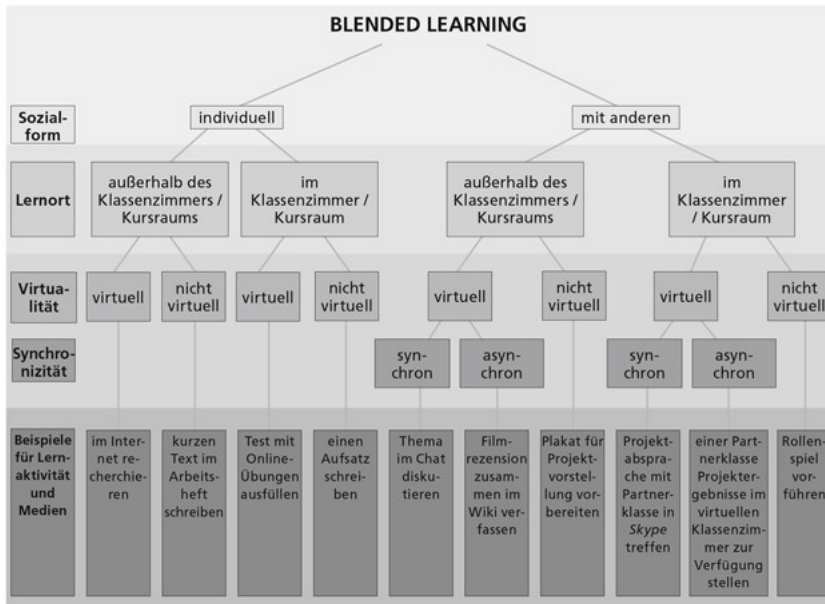 BLENDED LEARNING
Sozial-
form
individuell
mit anderen
Lernort
außerhalb des
Klassenzimmers /
Kursraums
im
Klassenzimmer /
Kursraum
außerhalb des
Klassenzimmers /
Kursraums
im
Klassenzimmer
/ Kursraum
Virtua-
lität
virtuell
nicht
virtuell
virtuell
nicht
virtuell
virtuell
nicht
virtuell
virtuell
nicht
virtuell
Synchro-
nizität
syn-
chron
asyn-
chron
syn-
chron
asyn-
chron
Beispiele
für Lern-
aktivität
und
Medien
im Inter-
net re-
cherchie-
ren
kurzen
Text im
Arbeits-
heft
schreiben
Test mit
Online-
Übungen
ausfüllen
einen
Aufsatz
schrei-
ben
Thema
im Chat
disku-
tieren
Film-
rezension
zusam-
men im
Wiki ver-
fassen
Plakat für
Projekt-
vorstel-
lung vor-
bereiten
Projekt-
abspra-
che mit
Partner-
klasse in
Skype
treffen
einer Part-
nerklasse
Projekter-
gebnisse im
virtuellen
Klassenzim-
mer zur
Verfügung
stellen
Rollen-
spiel
vor-
führen